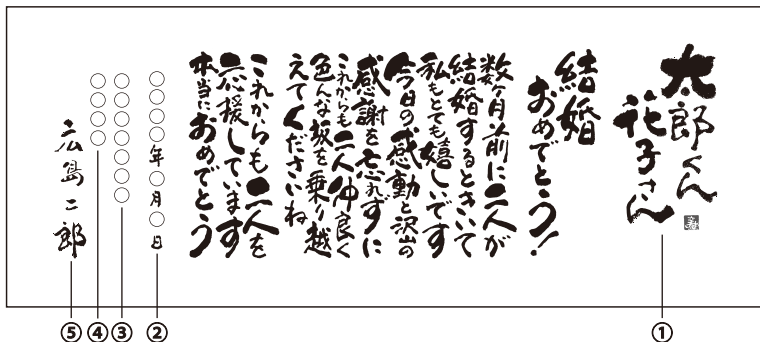 太郎くん
花子さん
結婚
おめでとう！
数ヶ月前に二人が
結婚するときいて
私もとても嬉しいです
今日の感動と沢山の
感謝を忘れずに
これからも二人仲良く
色んな坂を乗り越
えてくださいね
これからも二人を
応援しています
本当におめでとう
○○○○年○月○日
○○○○○○○
○○○○
広島二郎
①
②
③
④
⑤